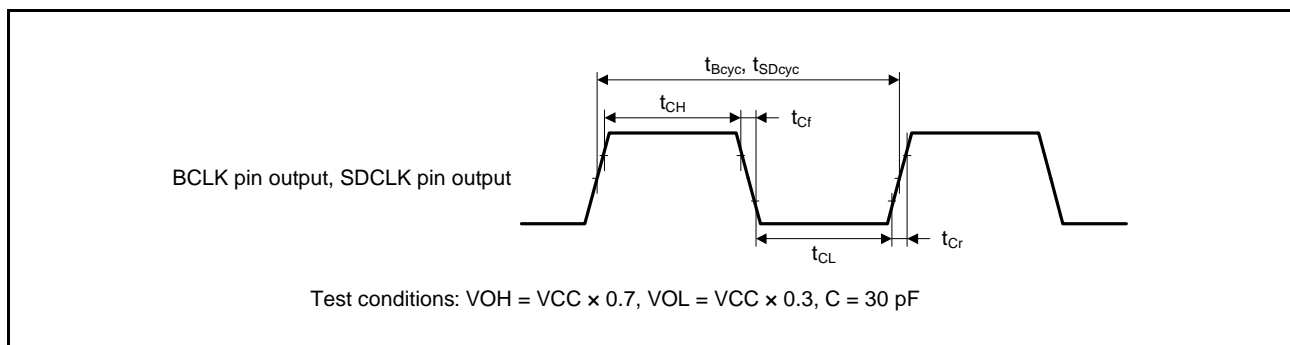 tBcyc, tSDcyc
tCH
tCf
BCLK pin output, SDCLK pin output
tCL
tCr
Test conditions: VOH = VCC × 0.7, VOL = VCC × 0.3, C = 30 pF